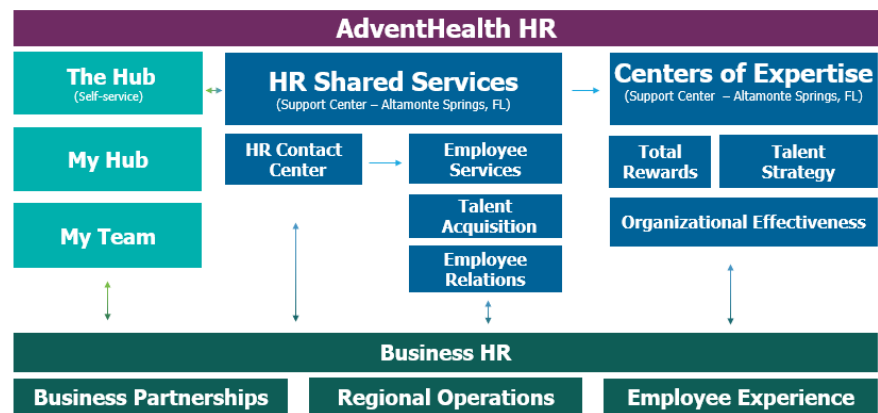 AdventHealth HR
The Hub
(Self-service)
HR Shared Services
(Support Center – Altamonte Springs, FL)
Centers of Expertise
(Support Center – Altamonte Springs, FL)
My Hub
HR Contact
Center
Employee
Services
Total
Rewards
Talent
Strategy
My Team
Talent
Acquisition
Organizational Effectiveness
Employee
Relations
Business HR
Business Partnerships
Regional Operations
Employee Experience